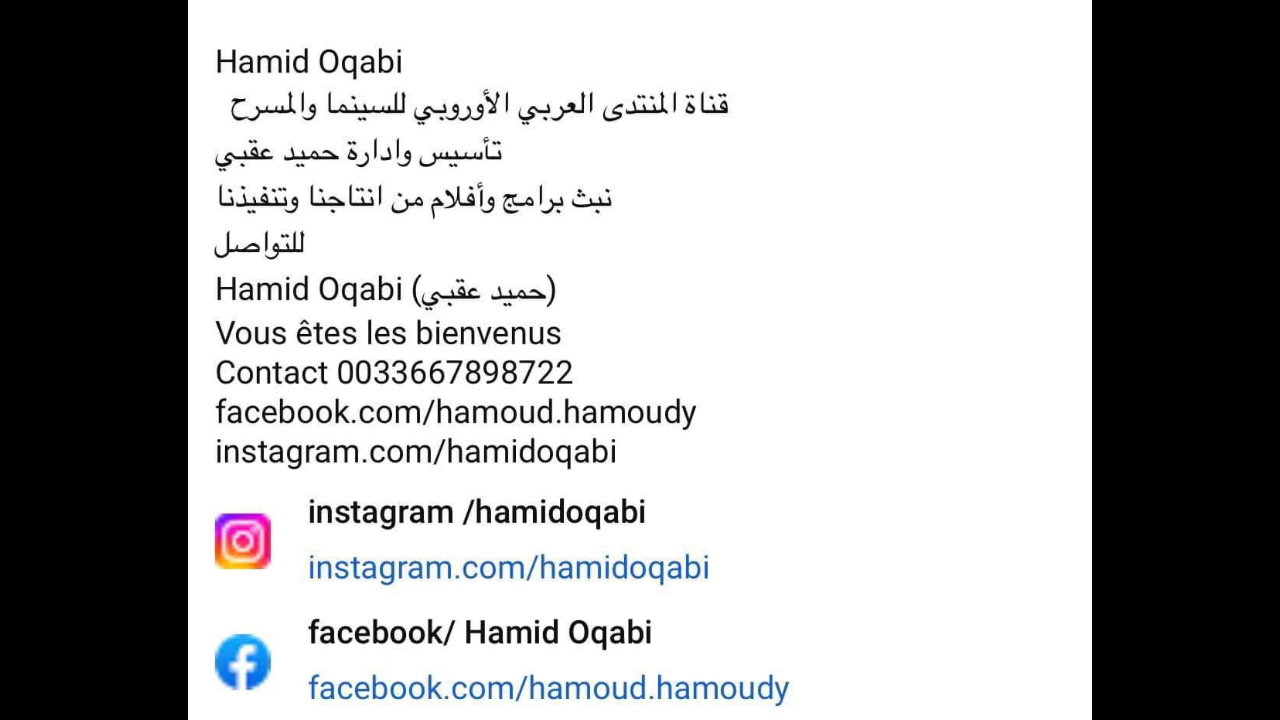 Hamid Oqabi
قناة المنتدى العربي الأوروبي للسينما والمسرح
تأسيس وادارة حميد عقبي
نبث برامج وأفلام من انتاجنا وتنفيذنا
للتواصل
Hamid Oqabi (حميد عقبي)
Vous êtes les bienvenus
Contact 0033667898722
facebook.com/hamoud.hamoudy
instagram.com/hamidoqabi
instagram /hamidoqabi
instagram.com/hamidoqabi
facebook/ Hamid Oqabi
facebook.com/hamoud.hamoudy